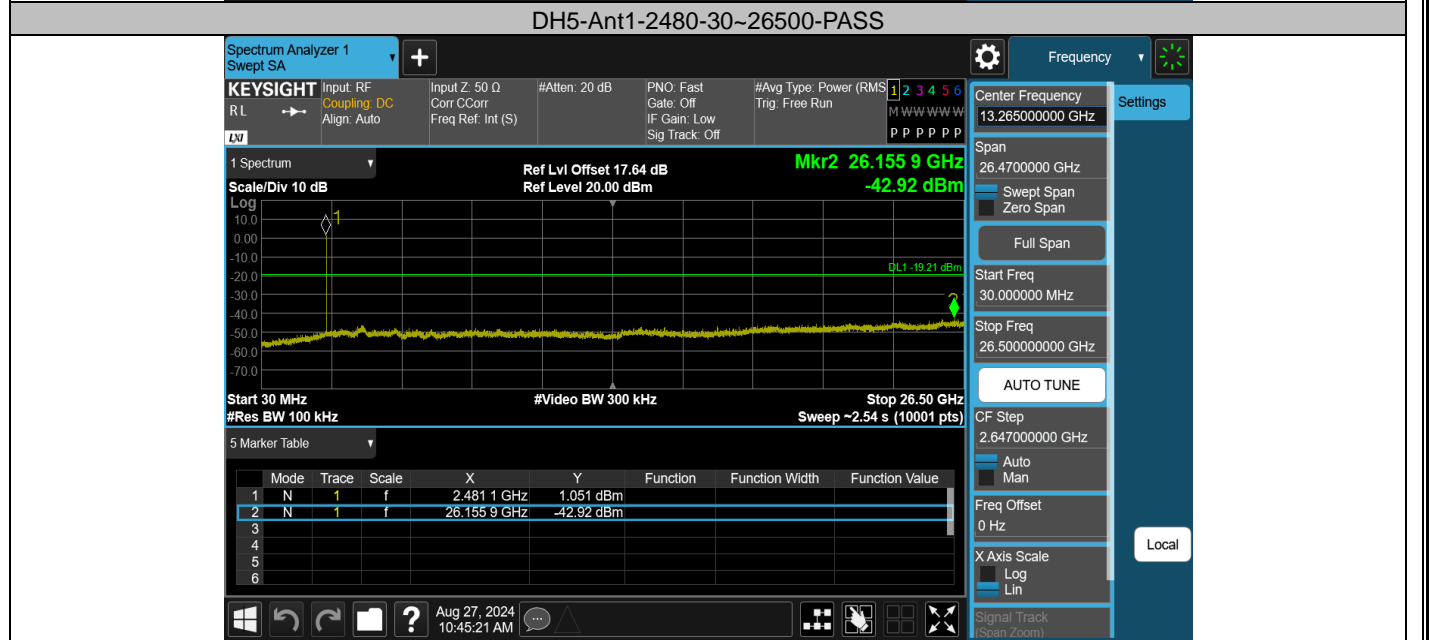 DH5-Ant1-2480-30~26500-PASS
Spectrum Analyzer 1
Swept SA
+
Frequency
KEYSIGHT
RL
LXI
Input: RF
Coupling: DC
Align: Auto
Input Z: 50 Ω
Corr CCorr
Freq Ref: Int (S)
#Atten: 20 dB
PNO: Fast
Gate: Off
IF Gain: Low
Sig Track: Off
#Avg Type: Power (RMS
Trig: Free Run
1 2 3 4 5 6
M W W W W W
P P P P P P
1 Spectrum
Scale/Div 10 dB
Ref Lvl Offset 17.64 dB
Ref Level 20.00 dBm
Mkr2 26.155 9 GHz
-42.92 dBm
Log
10.0
0.00
-10.0
-20.0
-30.0
-40.0
-50.0
-60.0
-70.0
1
DL1 -19.21 dBm
2
Start 30 MHz
#Video BW 300 kHz
Stop 26.50 GHz
#Res BW 100 kHz
Sweep ~2.54 s (10001 pts)
5 Marker Table
Mode Trace Scale X Y Function Function Width Function Value
1 N 1 f 2.481 1 GHz 1.051 dBm
2 N 1 f 26.155 9 GHz -42.92 dBm
3
4
5
6
?
Aug 27, 2024
10:45:21 AM
Center Frequency
13.265000000 GHz
Settings
Span
26.4700000 GHz
Swept Span
Zero Span
Full Span
Start Freq
30.000000 MHz
Stop Freq
26.500000000 GHz
AUTO TUNE
CF Step
2.647000000 GHz
Auto
Man
Freq Offset
0 Hz
X Axis Scale
Log
Lin
Signal Track
(Span Zoom)
Local